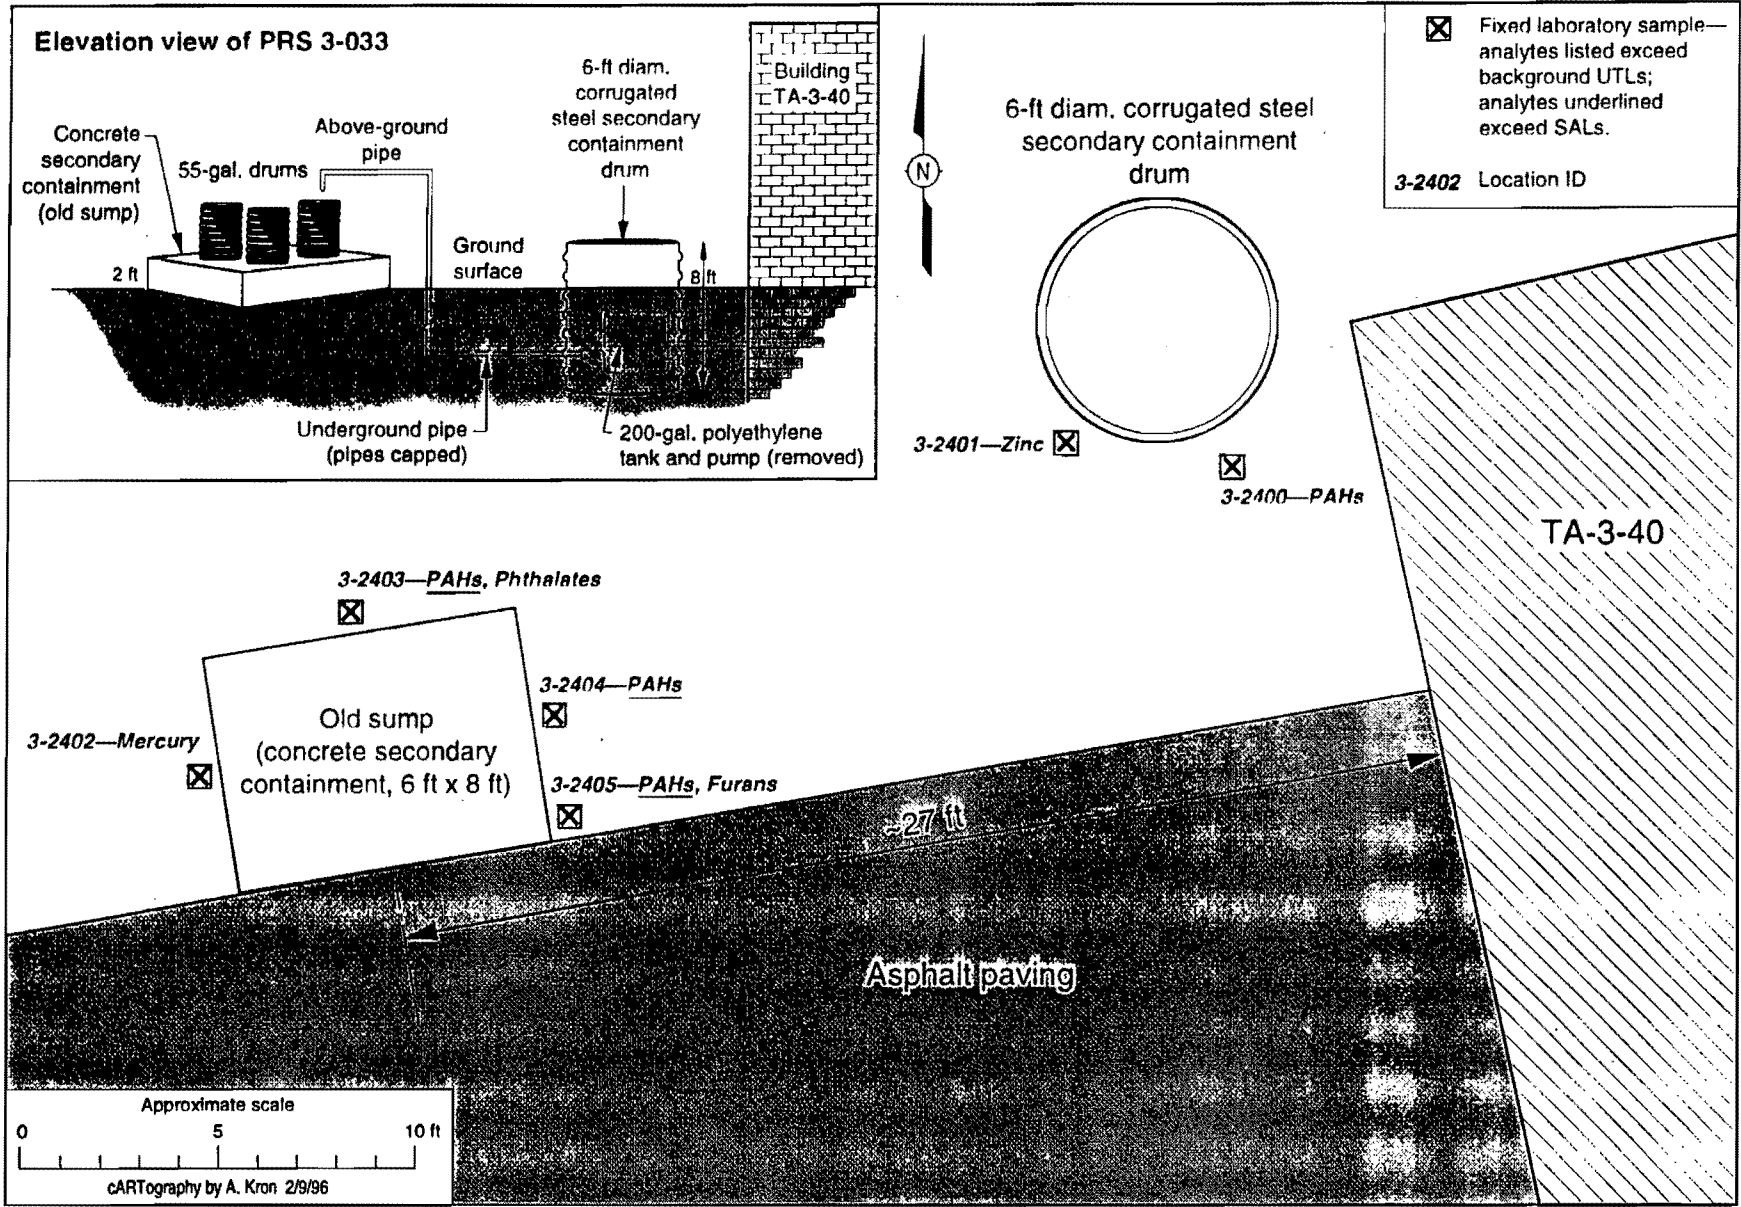 Elevation view of PRS 3-033
Concrete
secondary
containment
(old sump)
55-gal. drums
Above-ground
pipe
6-ft diam.
corrugated
steel secondary
containment
drum
Building
TA-3-40
2 ft
Ground
surface
8 ft
Underground pipe
(pipes capped)
200-gal. polyethylene
tank and pump (removed)
N
6-ft diam. corrugated steel
secondary containment
drum
Fixed laboratory sample—
analytes listed exceed
background UTLs;
analytes underlined
exceed SALs.
3-2402 Location ID
3-2401—Zinc
3-2400—PAHs
TA-3-40
3-2403—PAHs, Phthalates
3-2404—PAHs
3-2402—Mercury
Old sump
(concrete secondary
containment, 6 ft x 8 ft)
3-2405—PAHs, Furans
~27 ft
Asphalt paving
Approximate scale
0 5 10 ft
cARTography by A. Kron 2/9/96